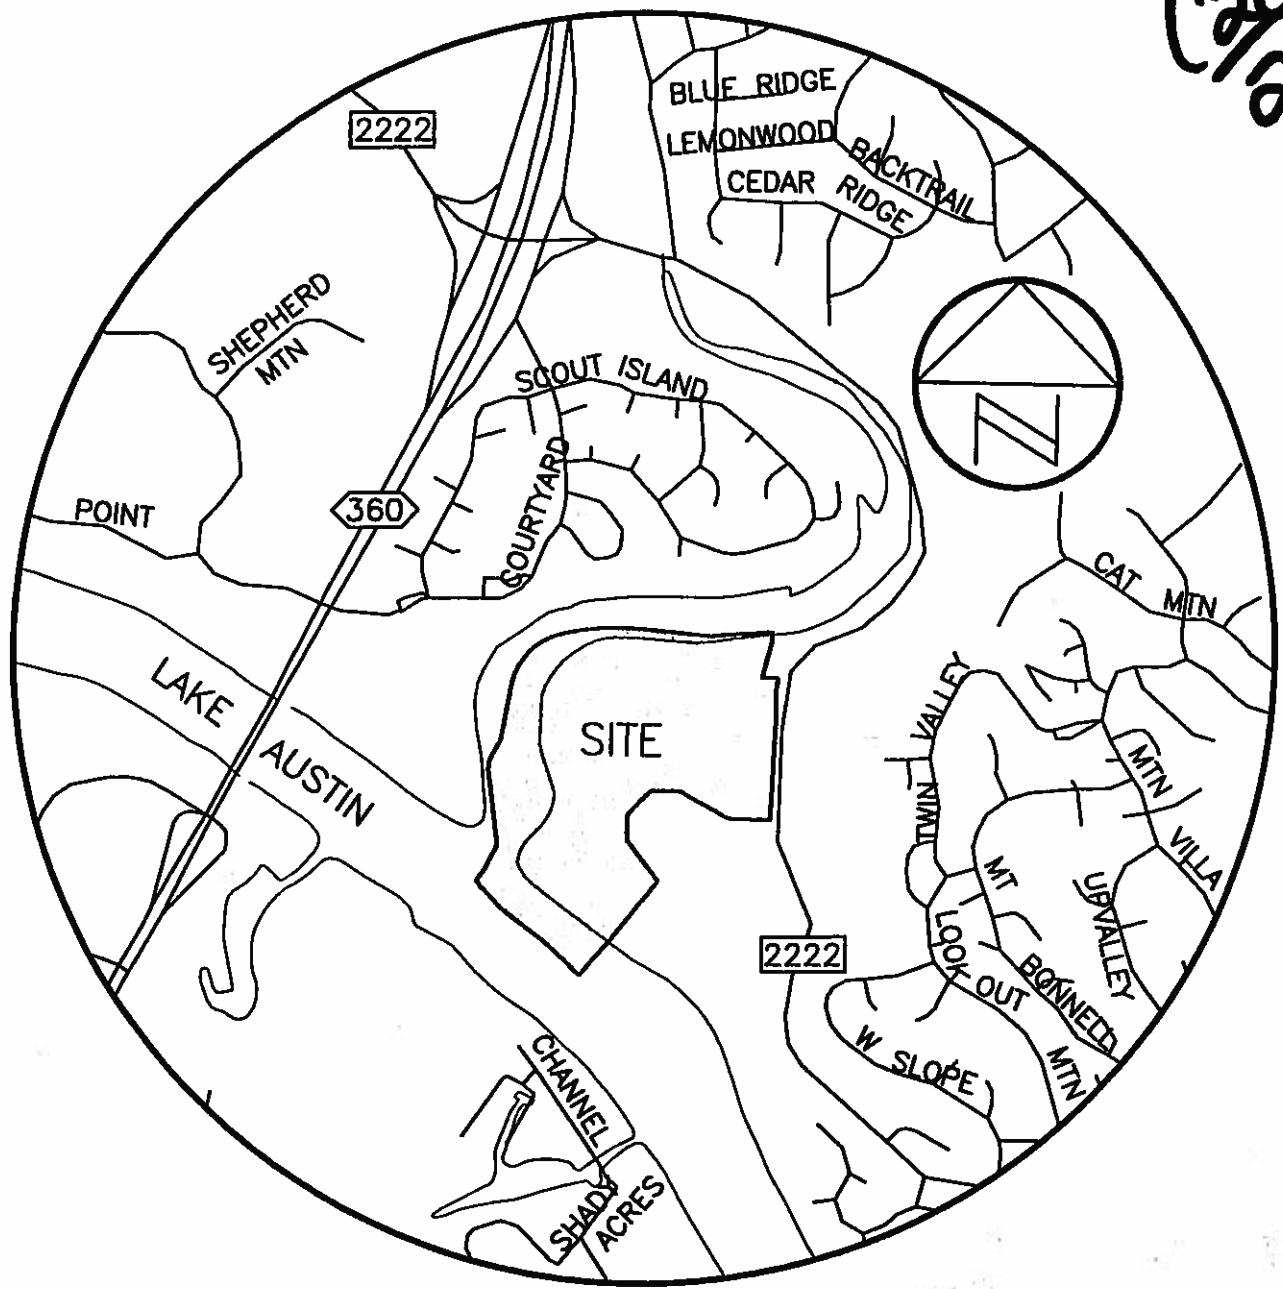 BLUE RIDGE
2222
LEMONWOOD
BACKTRAIL
CEDAR RIDGE
SHEPHERD
MTN
SCOUT ISLAND
N
COURTYARD
360
POINT
CAT MTN
LAKE AUSTIN
SITE
TWIN VALLEY
MTN
VILLA
MT BONNELL
UPVALLEY
2222
LOOK OUT MTN
W SLOPE
CHANNEL
SHADY
ACRES